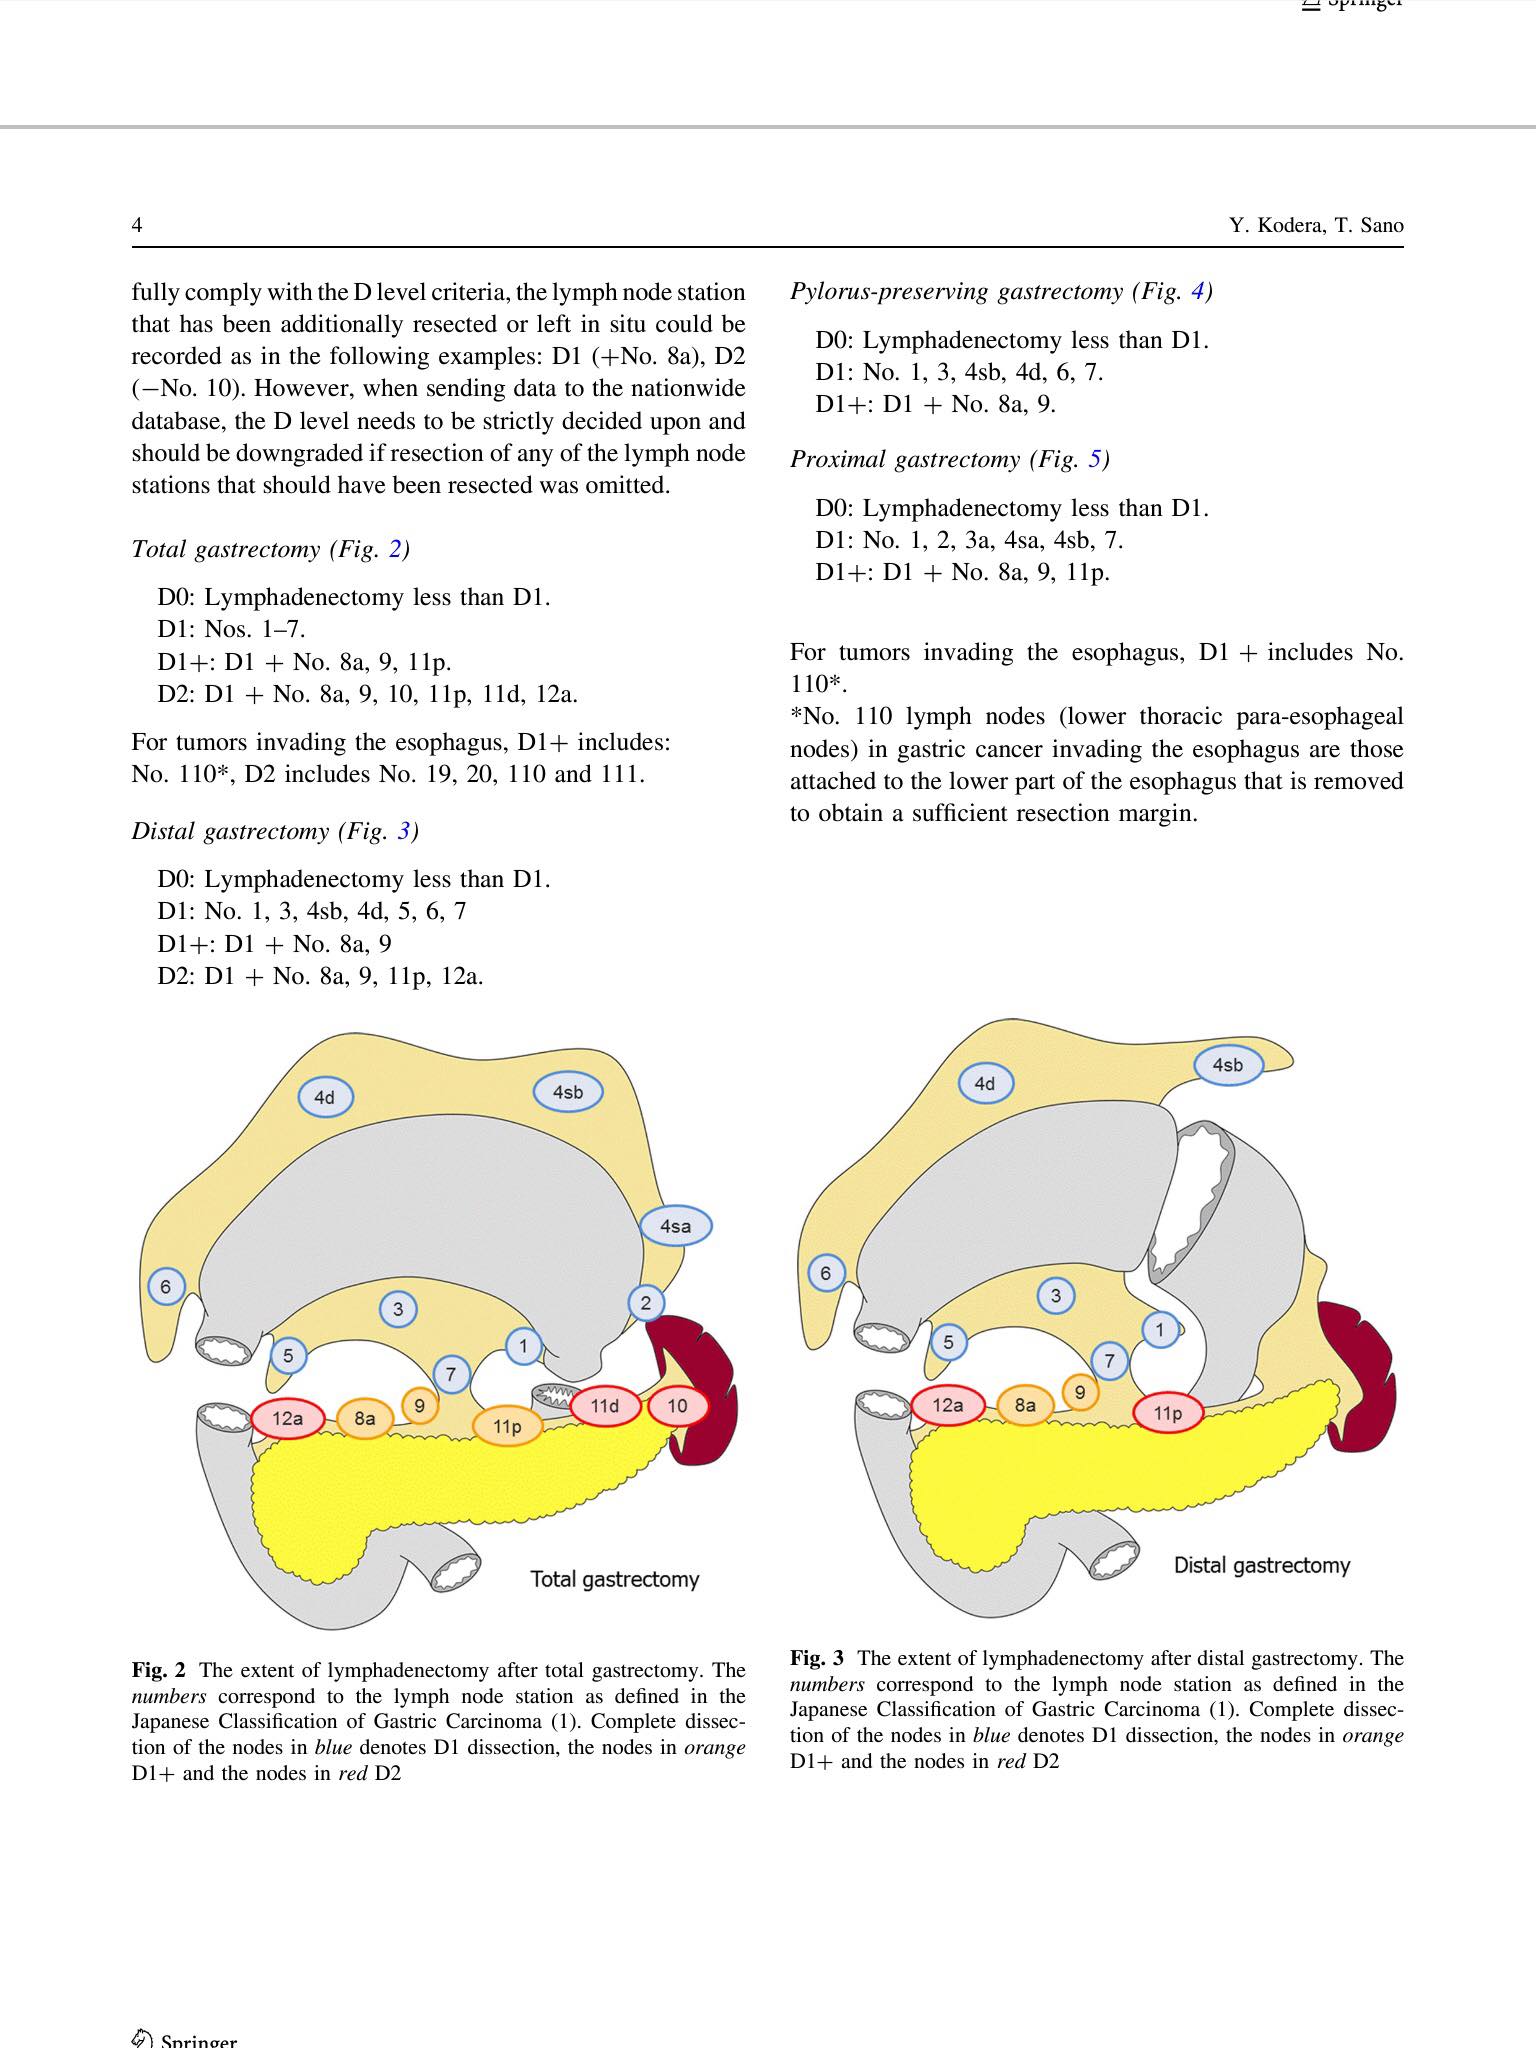 Springer
4
Y. Kodera, T. Sano
fully comply with the D level criteria, the lymph node station
that has been additionally resected or left in situ could be
recorded as in the following examples: D1 (+No. 8a), D2
(−No. 10). However, when sending data to the nationwide
database, the D level needs to be strictly decided upon and
should be downgraded if resection of any of the lymph node
stations that should have been resected was omitted.
Total gastrectomy (Fig. 2)
D0: Lymphadenectomy less than D1.
D1: Nos. 1–7.
D1+: D1 + No. 8a, 9, 11p.
D2: D1 + No. 8a, 9, 10, 11p, 11d, 12a.
For tumors invading the esophagus, D1+ includes:
No. 110*, D2 includes No. 19, 20, 110 and 111.
Distal gastrectomy (Fig. 3)
D0: Lymphadenectomy less than D1.
D1: No. 1, 3, 4sb, 4d, 5, 6, 7
D1+: D1 + No. 8a, 9
D2: D1 + No. 8a, 9, 11p, 12a.
Pylorus-preserving gastrectomy (Fig. 4)
D0: Lymphadenectomy less than D1.
D1: No. 1, 3, 4sb, 4d, 6, 7.
D1+: D1 + No. 8a, 9.
Proximal gastrectomy (Fig. 5)
D0: Lymphadenectomy less than D1.
D1: No. 1, 2, 3a, 4sa, 4sb, 7.
D1+: D1 + No. 8a, 9, 11p.
For tumors invading the esophagus, D1 + includes No.
110*.
*No. 110 lymph nodes (lower thoracic para-esophageal
nodes) in gastric cancer invading the esophagus are those
attached to the lower part of the esophagus that is removed
to obtain a sufficient resection margin.
4d
4sb
4sa
6
2
3
5
1
7
9
12a
8a
11p
11d
10
Total gastrectomy
Fig. 2 The extent of lymphadenectomy after total gastrectomy. The
numbers correspond to the lymph node station as defined in the
Japanese Classification of Gastric Carcinoma (1). Complete dissec-
tion of the nodes in blue denotes D1 dissection, the nodes in orange
D1+ and the nodes in red D2
4d
4sb
6
3
1
5
7
9
12a
8a
11p
Distal gastrectomy
Fig. 3 The extent of lymphadenectomy after distal gastrectomy. The
numbers correspond to the lymph node station as defined in the
Japanese Classification of Gastric Carcinoma (1). Complete dissec-
tion of the nodes in blue denotes D1 dissection, the nodes in orange
D1+ and the nodes in red D2
Springer